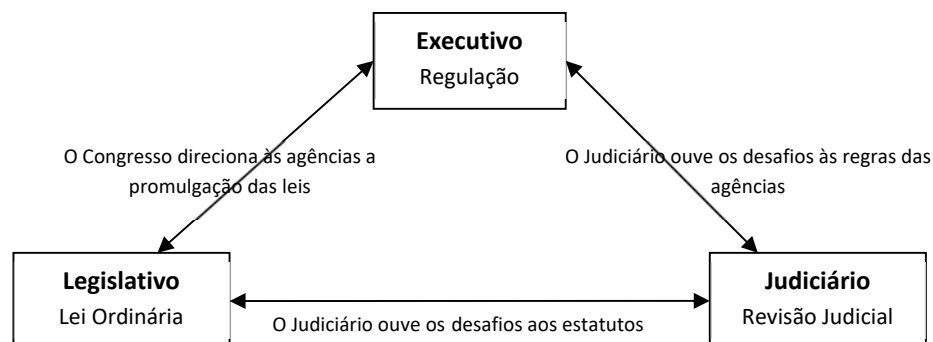 Executivo
Regulação
O Congresso direciona às agências a
promulgação das leis
O Judiciário ouve os desafios às regras das
agências
Legislativo
Lei Ordinária
O Judiciário ouve os desafios aos estatutos
Judiciário
Revisão Judicial